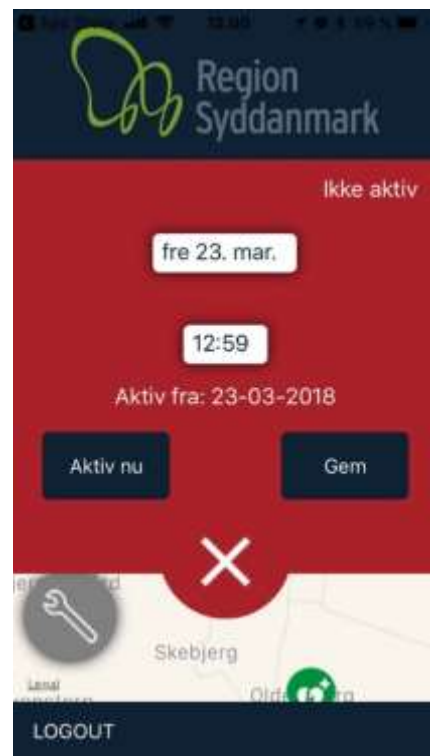 Region
Syddanmark
Ikke aktiv
fre 23. mar.
12:59
Aktiv fra: 23-03-2018
Aktiv nu
Gem
Skebjerg
LOGOUT